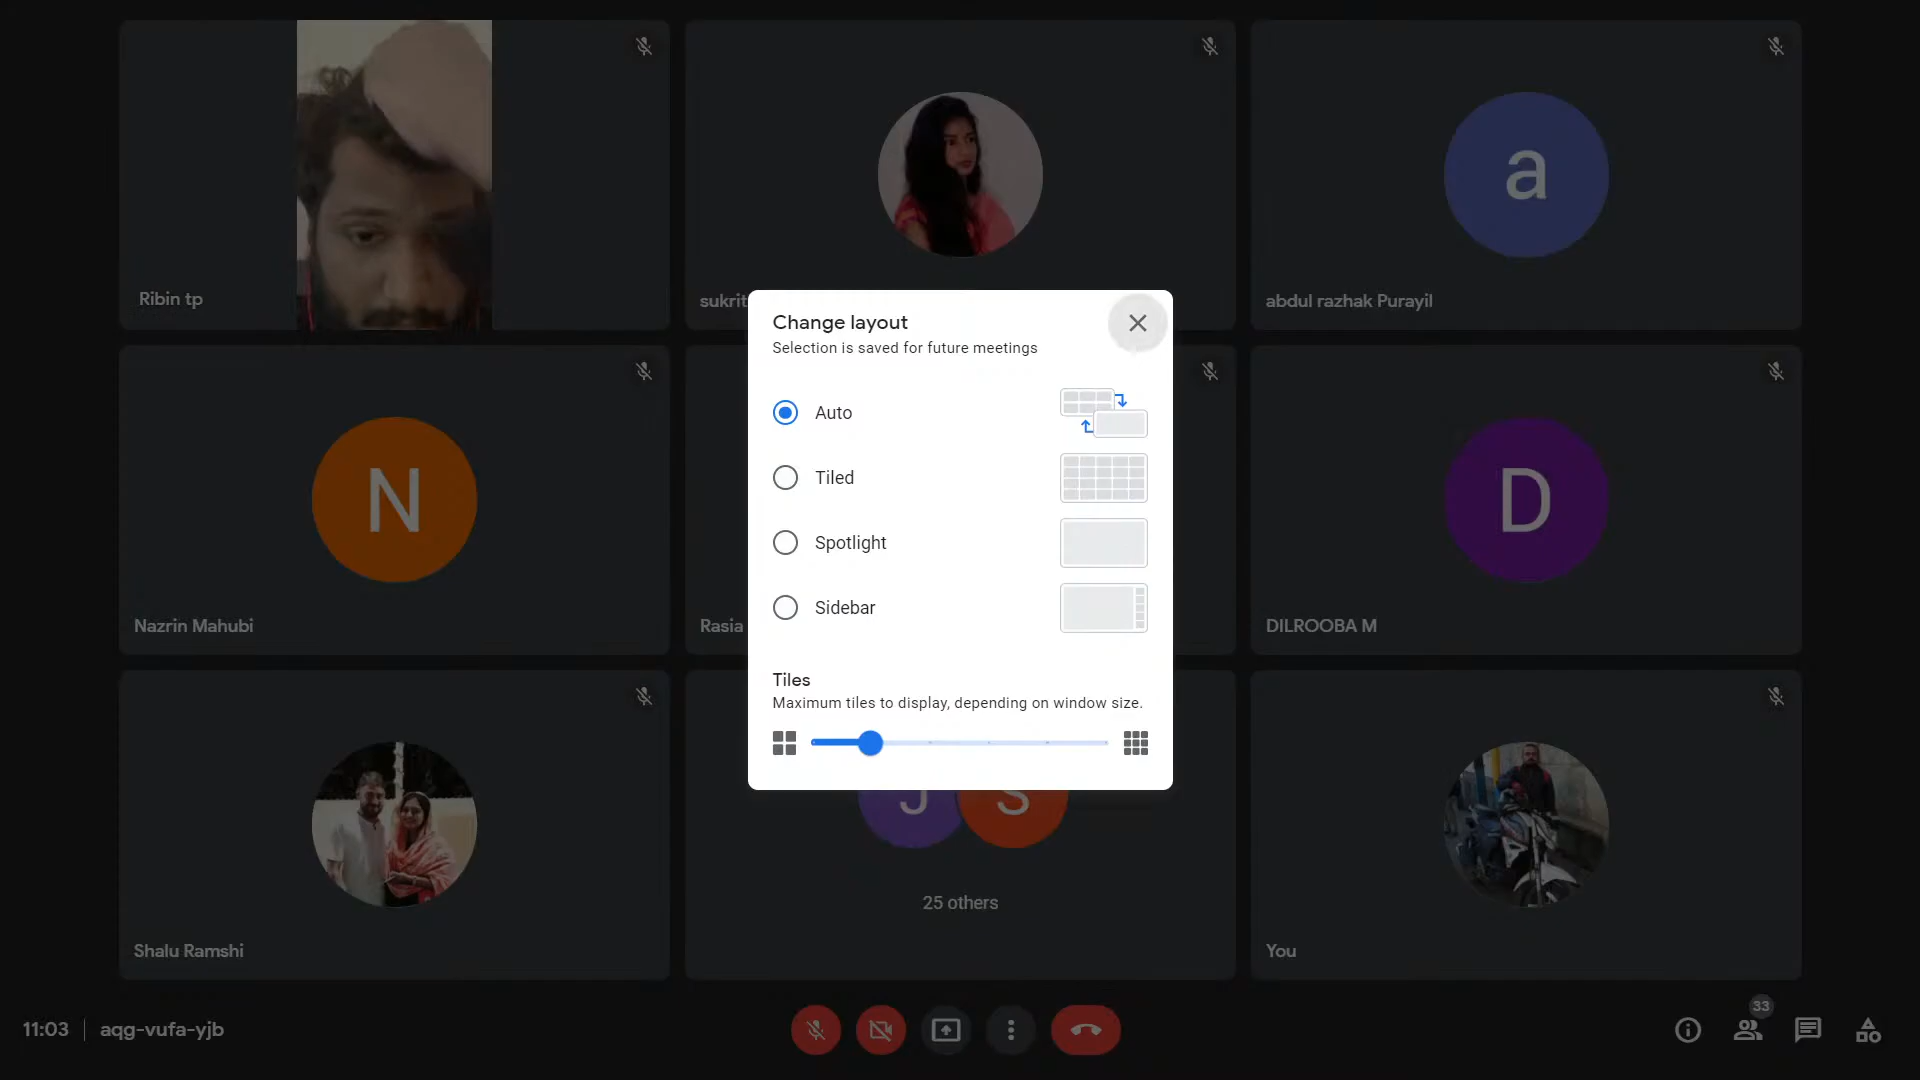 Ribin tp
sukrit
a
abdul razhak Purayil
Change layout
Selection is saved for future meetings
Auto
Tiled
Spotlight
Sidebar
Tiles
Maximum tiles to display, depending on window size.
N
Nazrin Mahubi
Rasia
D
DILROOBA M
Shalu Ramshi
J
S
25 others
You
11:03
aqg-vufa-yjb
33